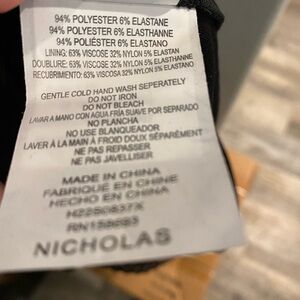 94% POLYESTER 6% ELASTANE
94% POLYESTER 6% ELASTHANNE
94% POLIÉSTER 6% ELASTANO
LINING: 63% VISCOSE 32% NYLON 5% ELASTAN
DOUBLURE: 63% VISCOSE 32% NYLON 5% ELASTHANNE
RECUBRIMIENTO: 63% VISCOSE 32% NYLON 5% ELASTANO
GENTLE COLD HAND WASH SEPERATELY
DO NOT IRON
DO NOT BLEACH
LAVAR A MANO CON AGUA FRÍA SUAVE POR SEPARADO
NO PLANCHA
NO USE BLANQUEADOR
LAVER À LA MAIN À FROID DOUX SÉPARÉMENT
NE PAS REPASSER
NE PAS JAVELLISER
MADE IN CHINA
FABRIQUÉ EN CHINE
HECHO EN CHINA
NICHOLAS